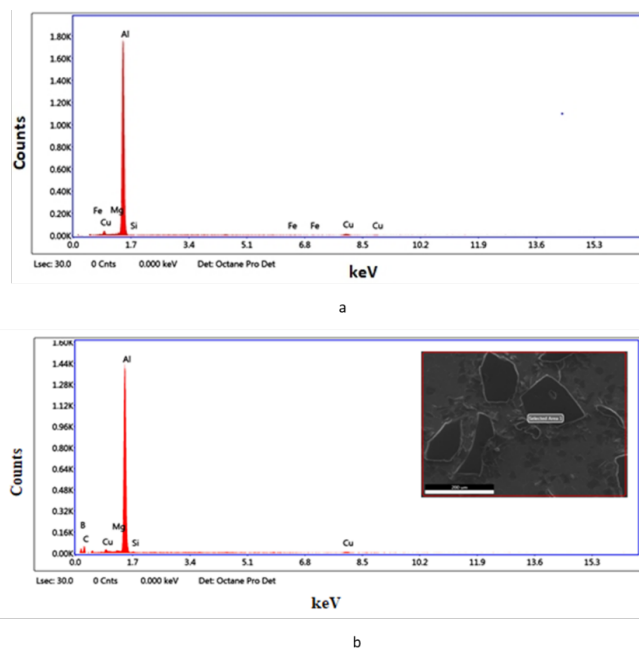 Al
1.80K
1.60K
1.40K
1.20K
1.00K
0.80K
0.60K
0.40K
0.20K
0.00K
Counts
Fe Mg
Cu Si Fe Fe Cu Cu
0.0 1.7 3.4 5.1 6.8 8.5 10.2 11.9 13.6 15.3
Lsec: 30.0 0 Cnts 0.000 keV Det: Octane Pro Det
keV
a
1.60K
Al
1.44K
1.28K
1.12K
0.96K
0.80K
0.64K
0.48K
0.32K
0.16K
0.00K
Counts
Selected Area 1
200 µm
B Mg
C Cu Si Cu
0.0 1.7 3.4 5.1 6.8 8.5 10.2 11.9 13.6 15.3
Lsec: 30.0 0 Cnts 0.000 keV Det: Octane Pro Det
keV
b